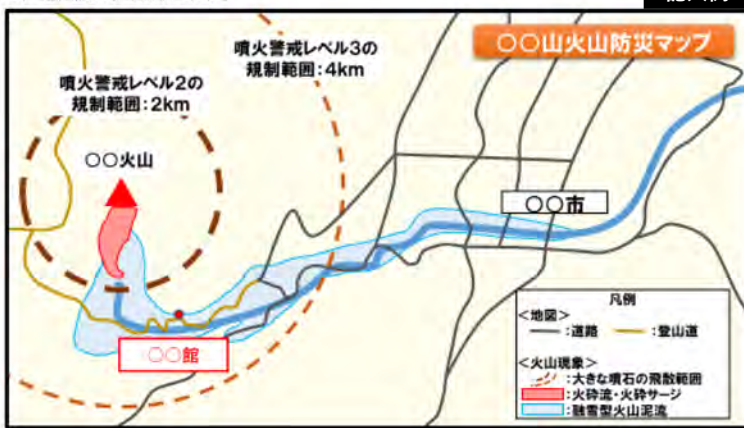 ○○山火山防災マップ
噴火警戒レベル3の
規制範囲:4km
噴火警戒レベル2の
規制範囲:2km
○○火山
○○市
○○館
凡例
<地図>
:道路
:登山道
<火山現象>
:大きな噴石の飛散範囲
:火砕流・火砕サージ
:融雪型火山泥流